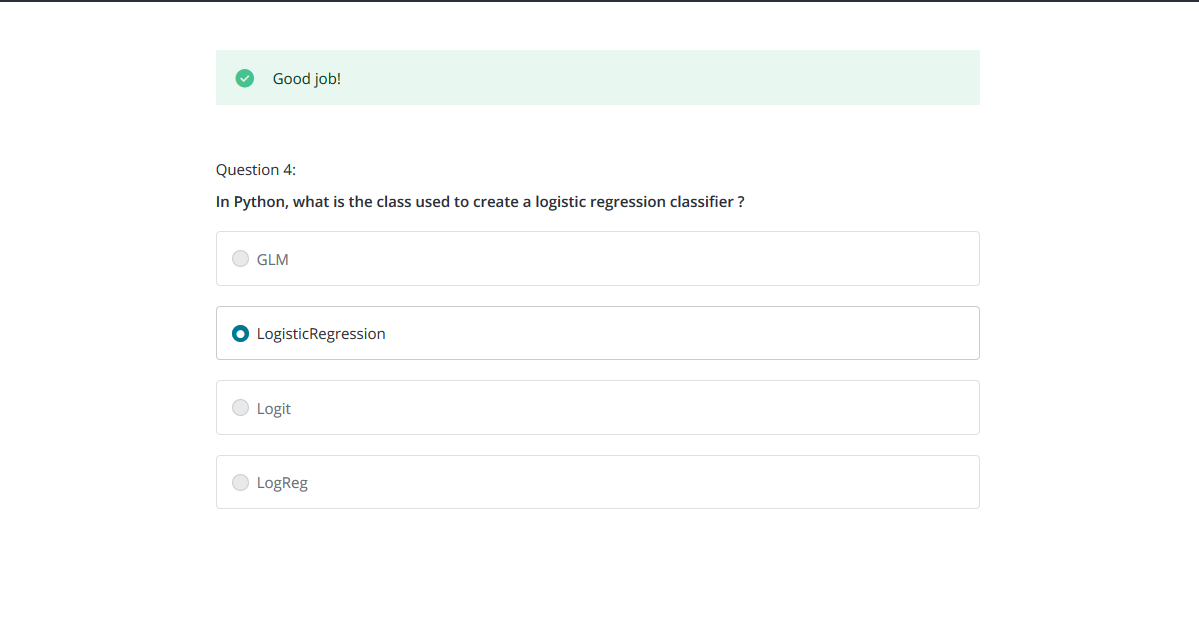 Good job!
Question 4:
In Python, what is the class used to create a logistic regression classifier ?
GLM
LogisticRegression
Logit
LogReg